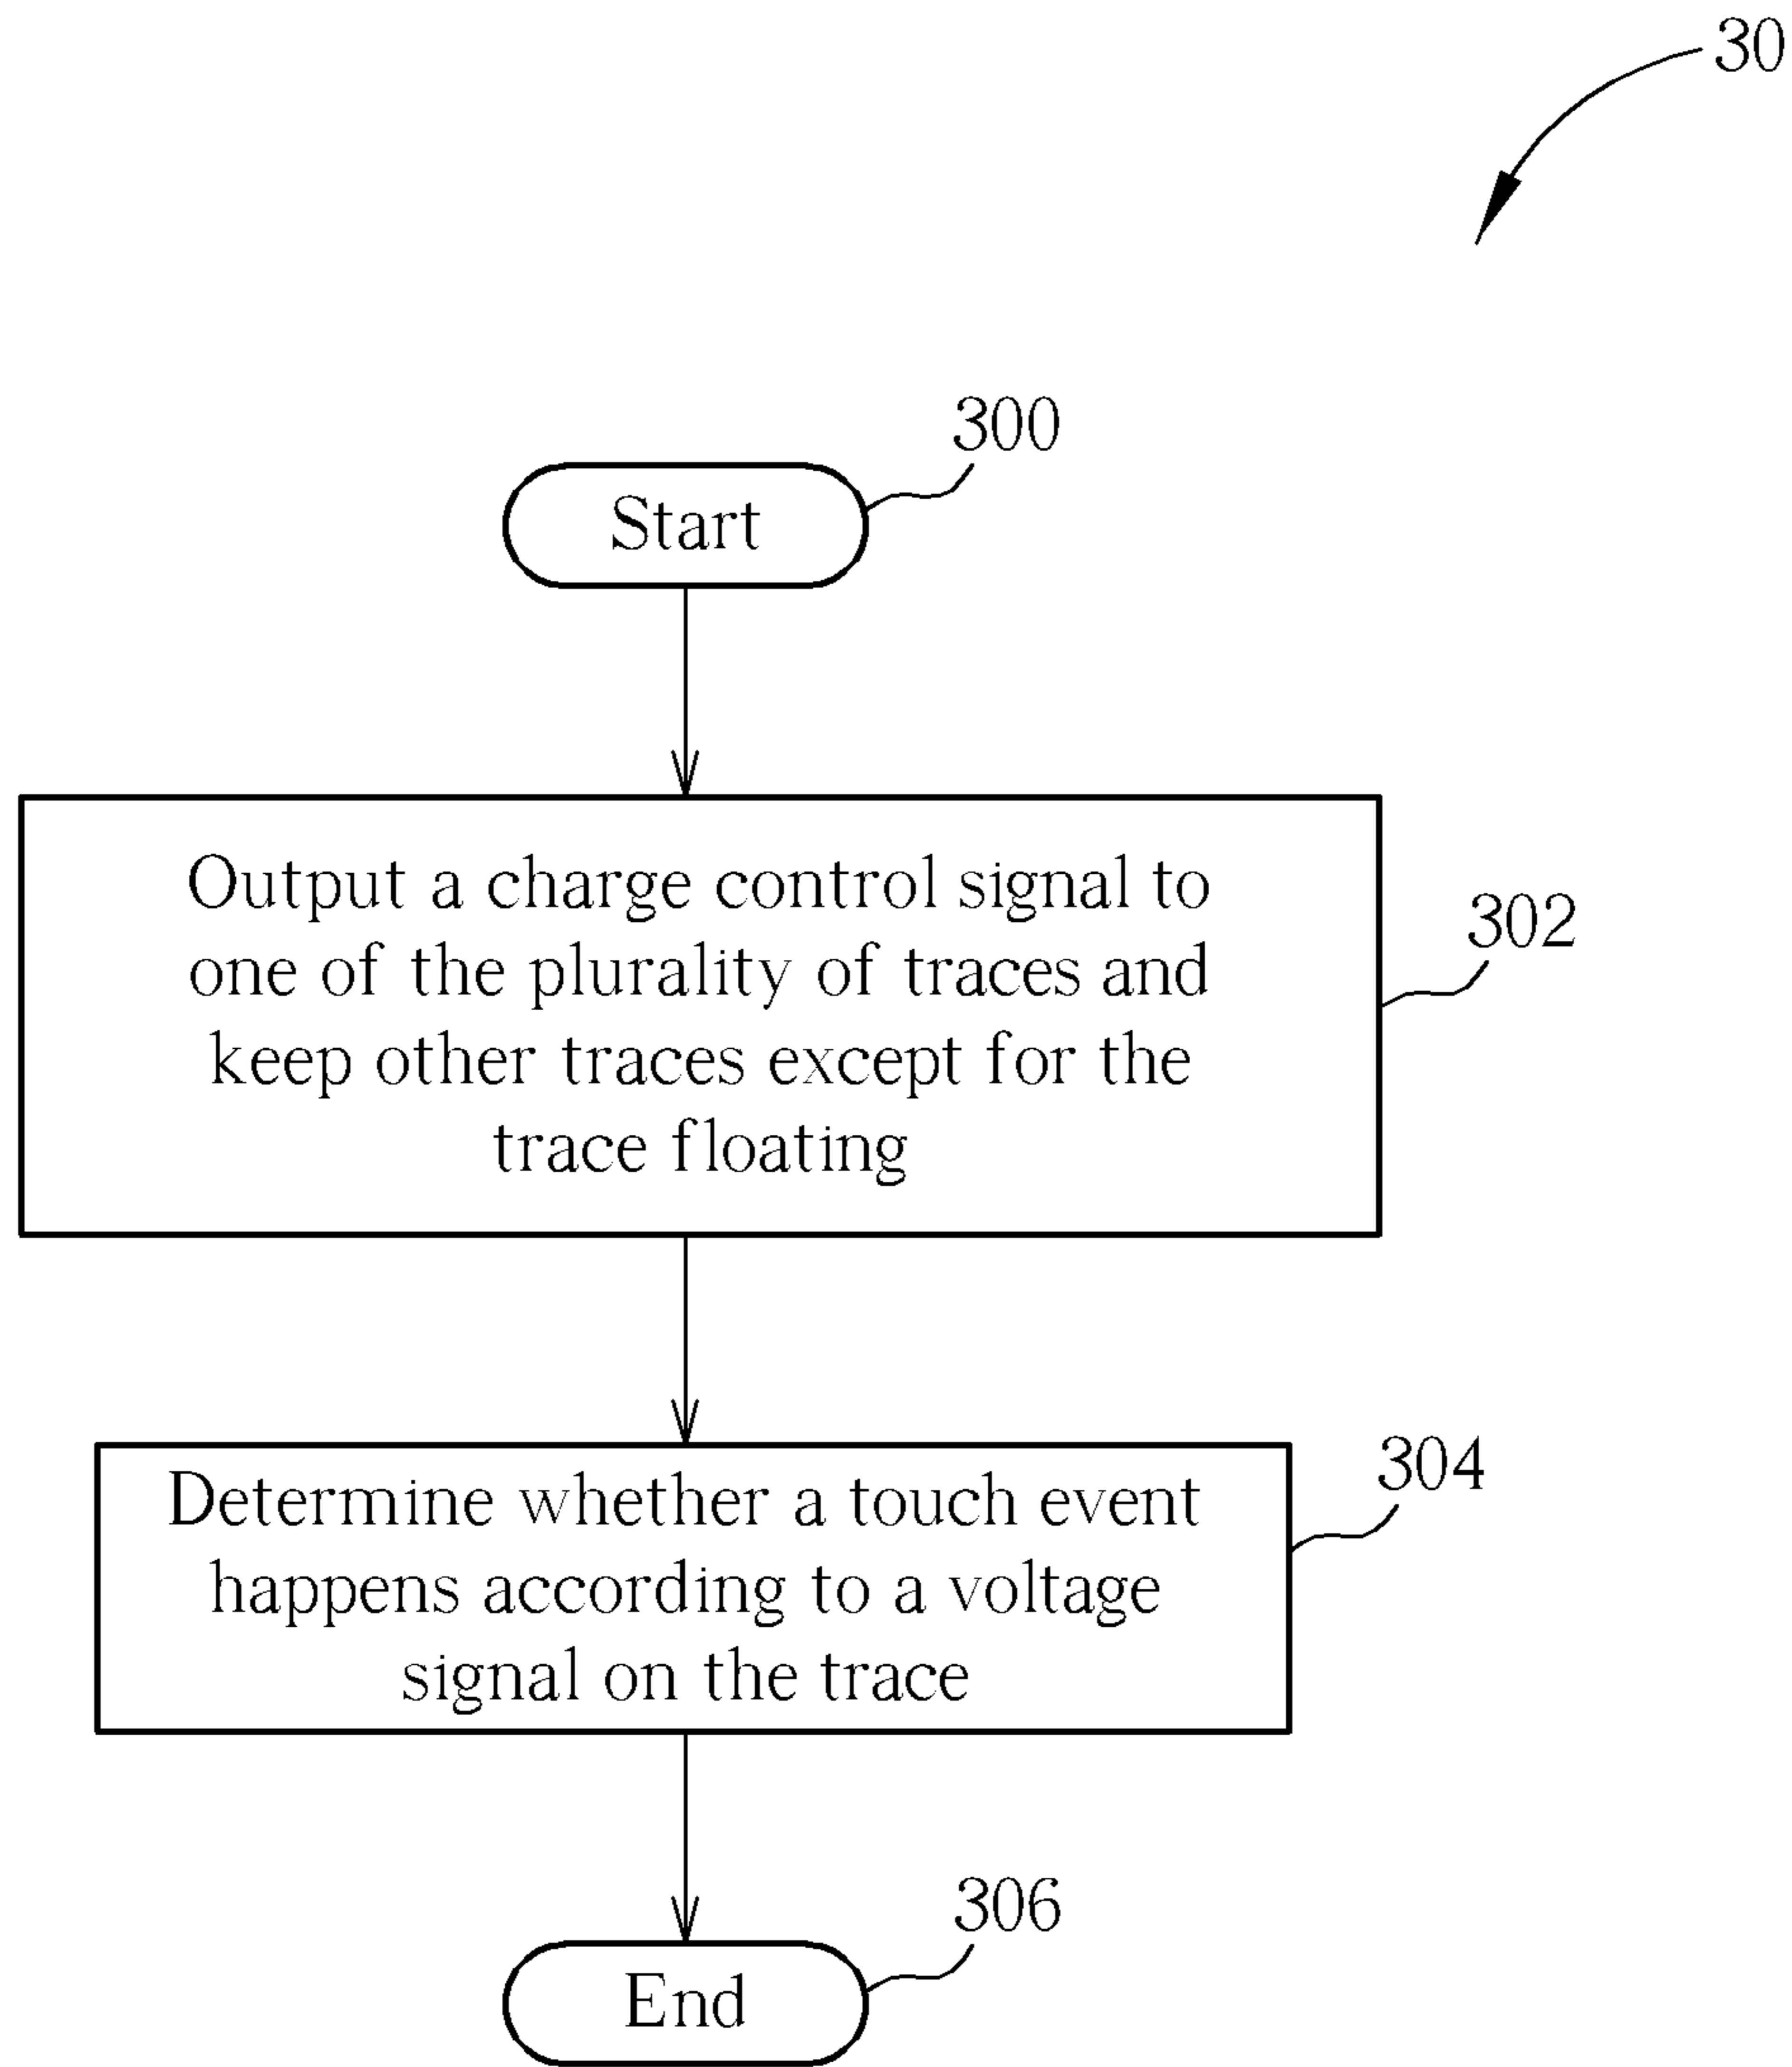 30
300
Start
Output a charge control signal to
one of the plurality of traces and
keep other traces except for the
trace floating
302
Determine whether a touch event
happens according to a voltage
signal on the trace
304
306
End